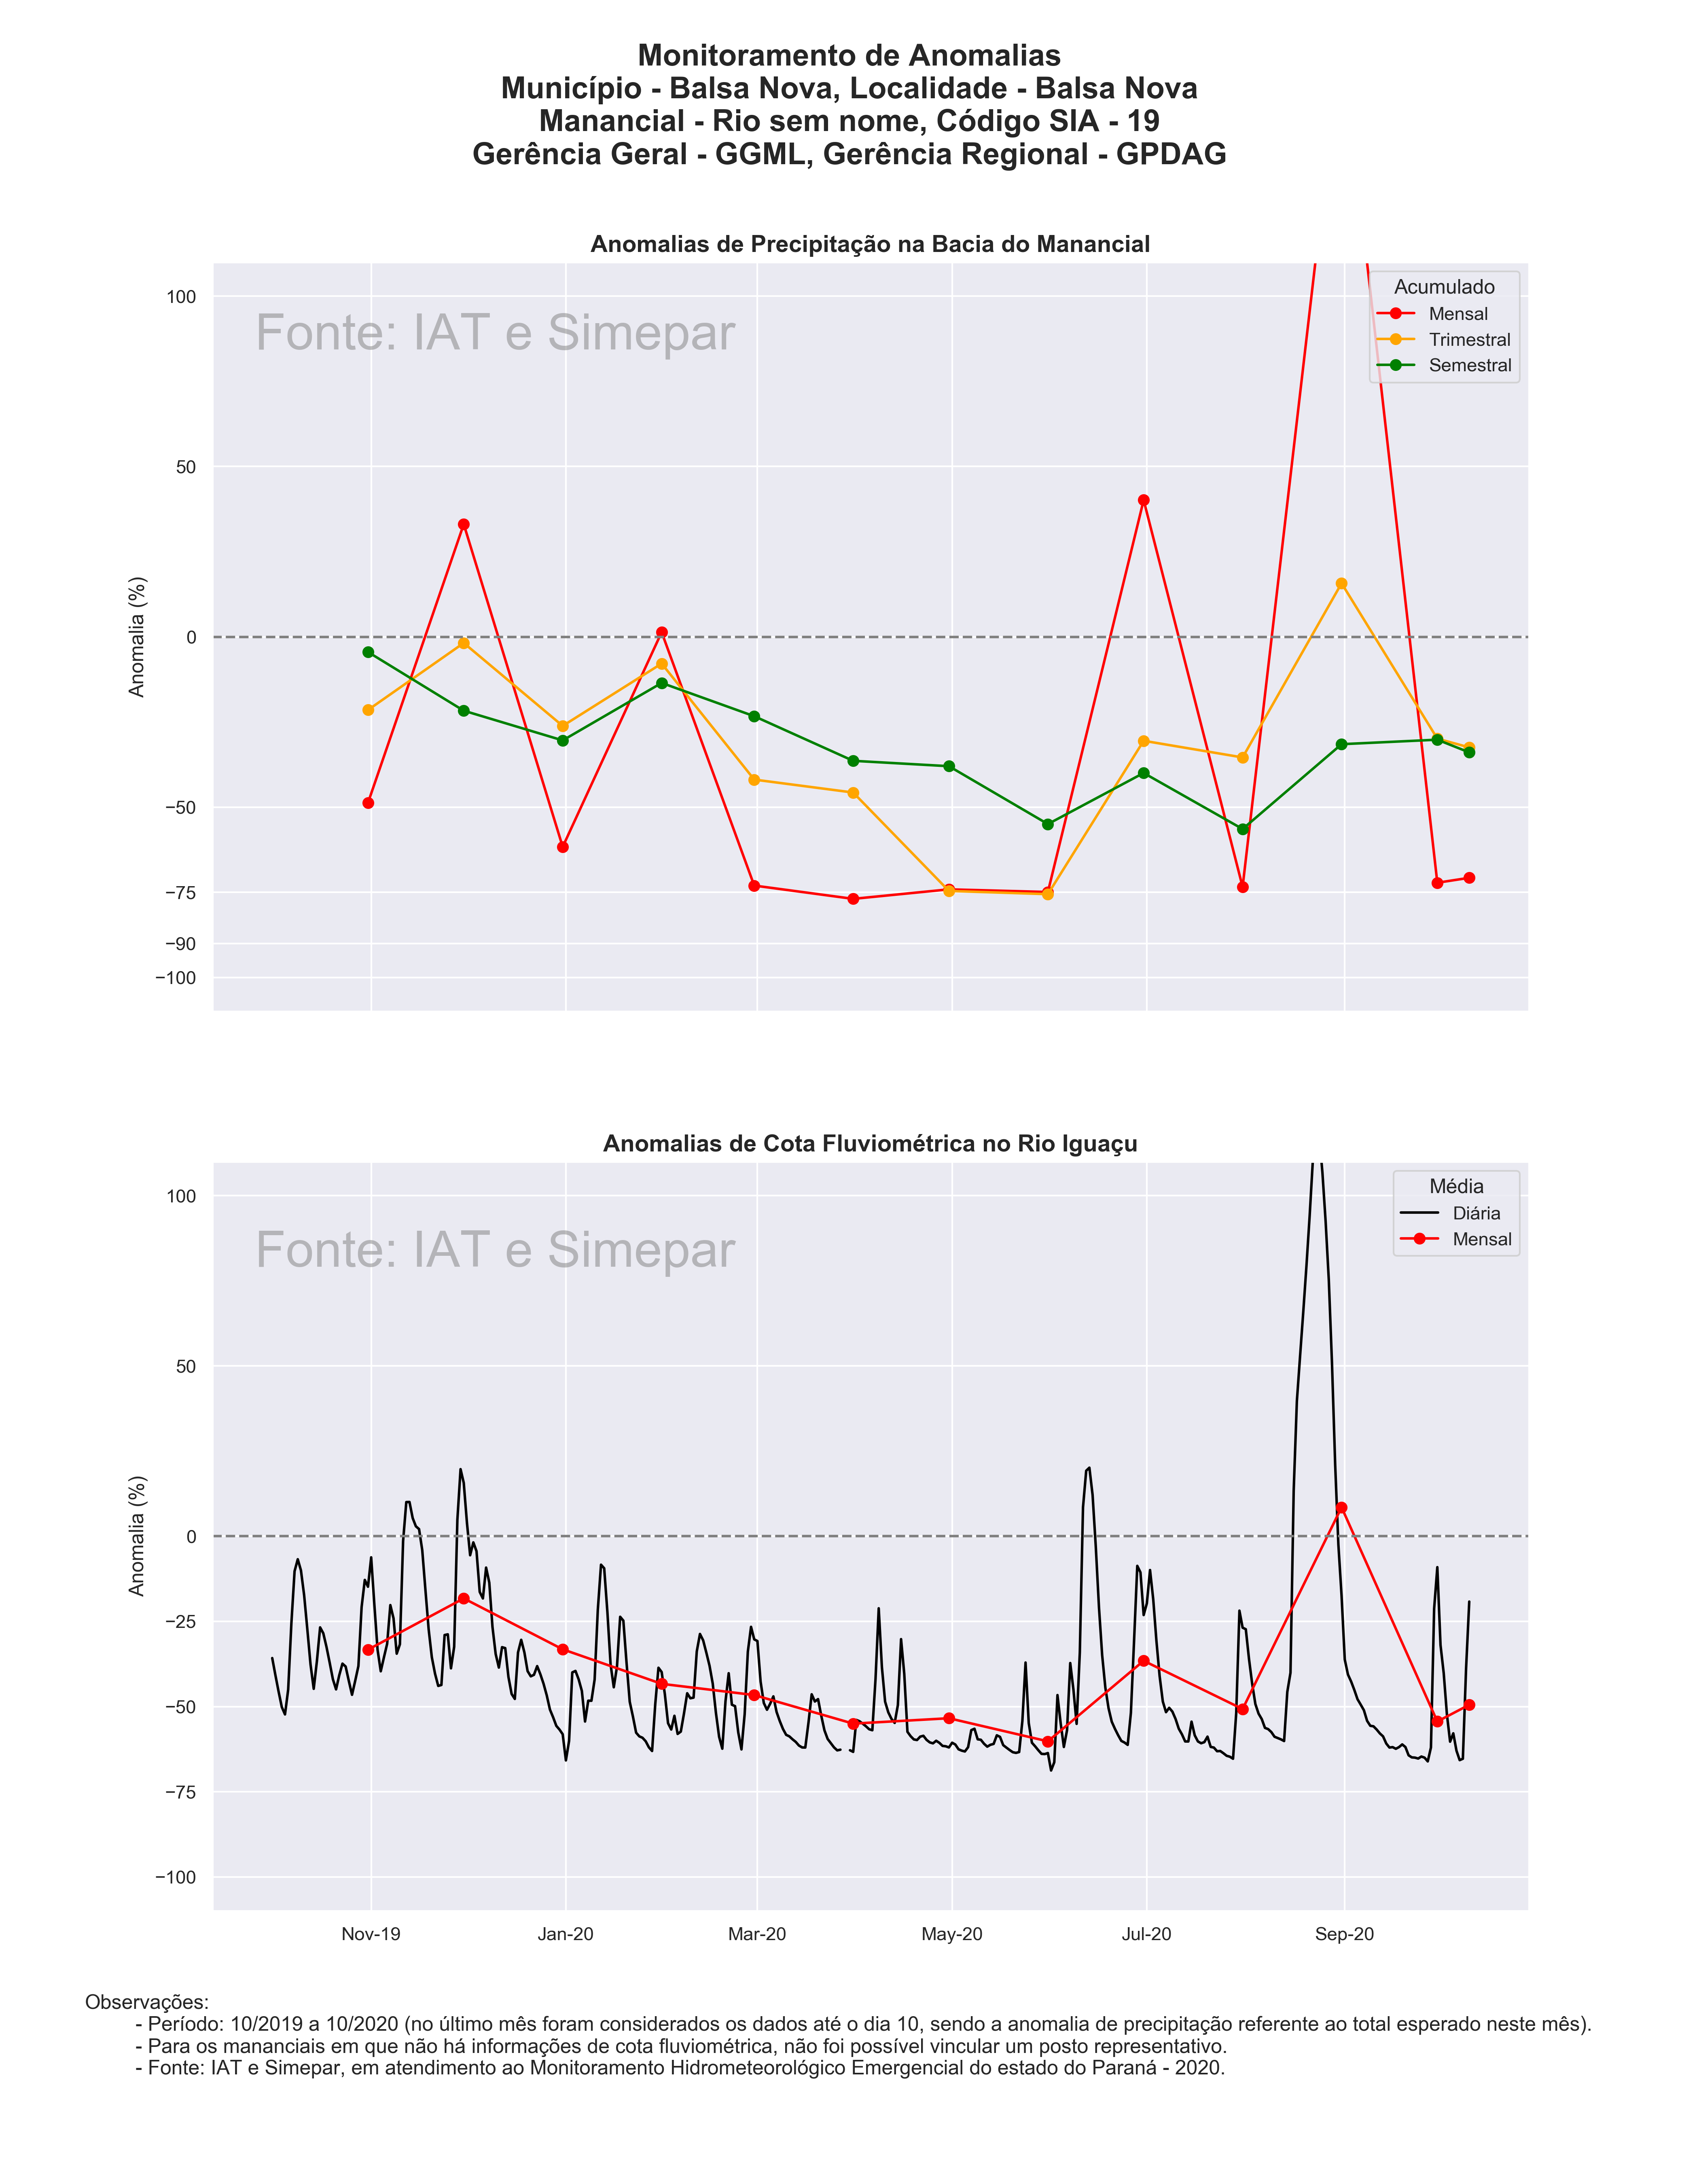 Monitoramento de Anomalias
Município - Balsa Nova, Localidade - Balsa Nova
Manancial - Rio sem nome, Código SIA - 19
Gerência Geral - GGML, Gerência Regional - GPDAG
Anomalias de Precipitação na Bacia do Manancial
Fonte: IAT e Simepar
Acumulado
Mensal
Trimestral
Semestral
Anomalia (%)
100
50
0
−50
−75
−90
−100
Anomalias de Cota Fluviométrica no Rio Iguaçu
Fonte: IAT e Simepar
Média
Diária
Mensal
Anomalia (%)
100
50
0
−25
−50
−75
−100
Nov-19 Jan-20 Mar-20 May-20 Jul-20 Sep-20
Observações:
- Período: 10/2019 a 10/2020 (no último mês foram considerados os dados até o dia 10, sendo a anomalia de precipitação referente ao total esperado neste mês).
- Para os mananciais em que não há informações de cota fluviométrica, não foi possível vincular um posto representativo.
- Fonte: IAT e Simepar, em atendimento ao Monitoramento Hidrometeorológico Emergencial do estado do Paraná - 2020.